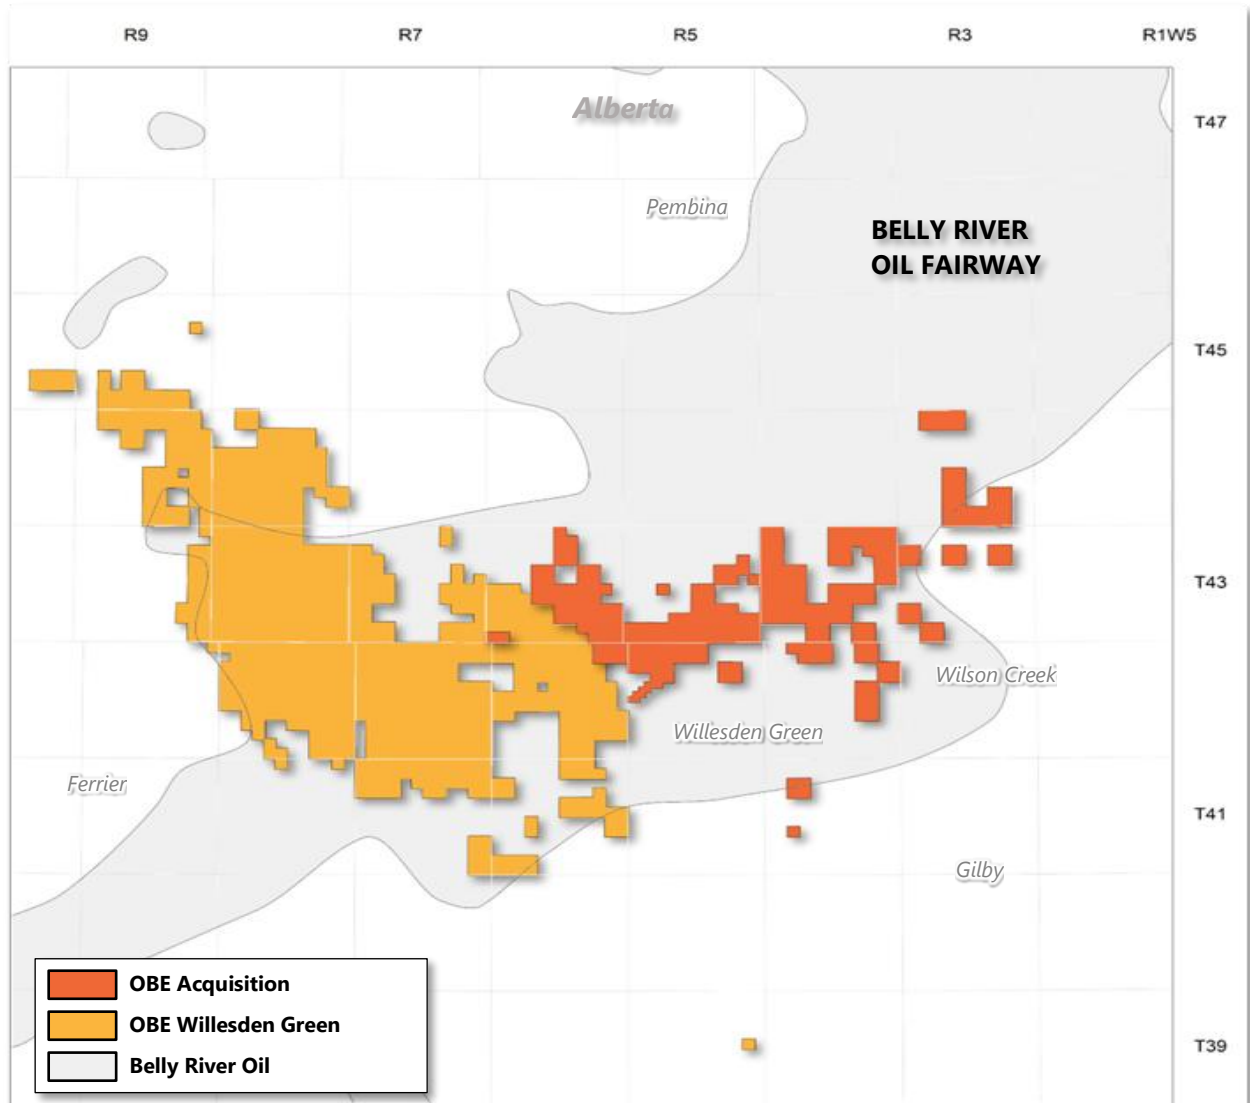 R9 R7 R5 R3 R1W5
Alberta
T47
Pembina
BELLY RIVER
OIL FAIRWAY
T45
T43
Wilson Creek
Willesden Green
Ferrier
T41
Gilby
OBE Acquisition
OBE Willesden Green
T39
Belly River Oil